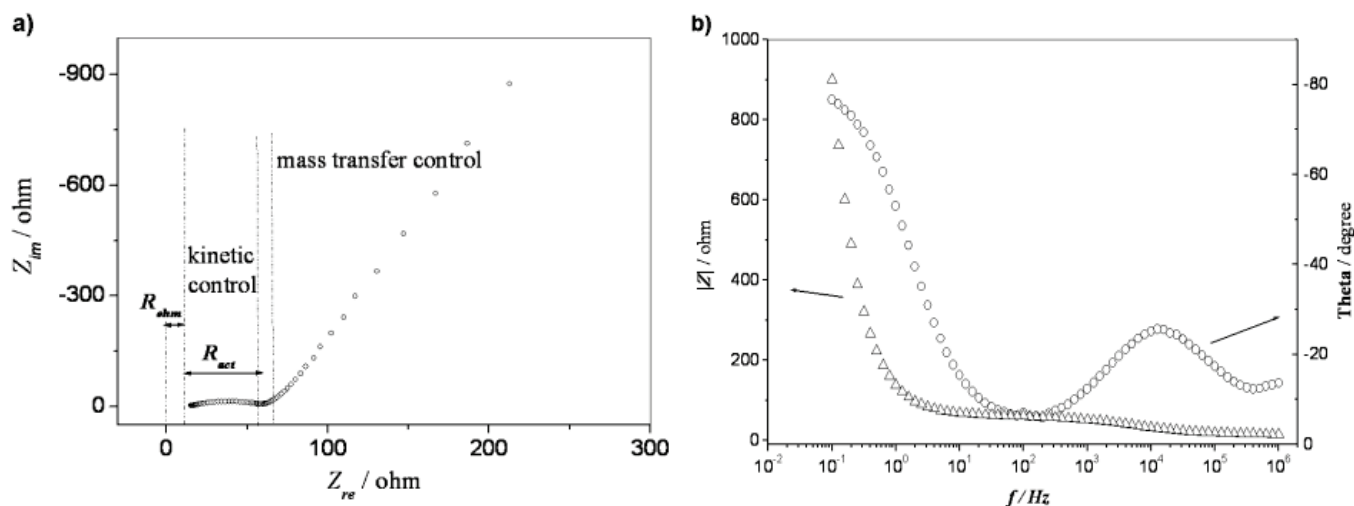 a)
-900
-600
-300
0
Z_im / ohm
mass transfer control
kinetic
control
R_ohm
R_act
0 100 200 300
Z_re / ohm
b)
1000
800
600
400
200
0
|Z| / ohm
-80
-60
-40
-20
0
Theta / degree
10^-2 10^-1 10^0 10^1 10^2 10^3 10^4 10^5 10^6
f / Hz